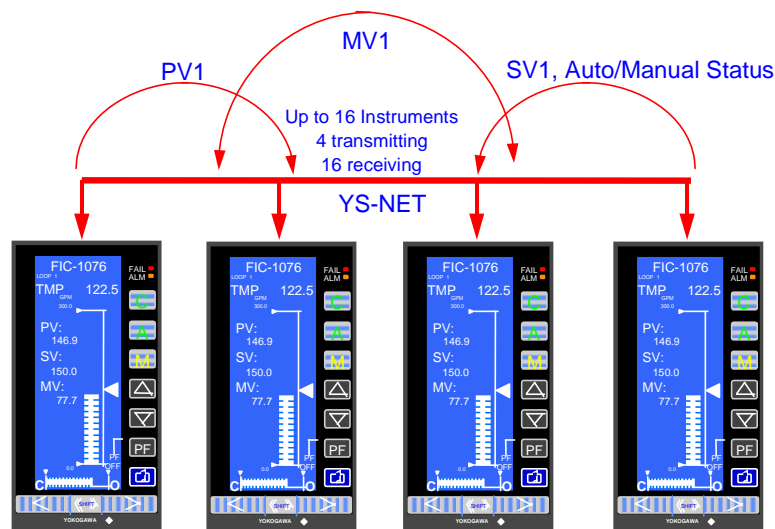 MV1
PV1
SV1, Auto/Manual Status
Up to 16 Instruments
4 transmitting
16 receiving
YS-NET
FIC-1076
LOOP 1
FAIL
ALM
TMP 122.5
GPM
300.0
C
PV:
146.9
A
SV:
150.0
M
MV:
77.7
PF
PF
OFF
0.0
C O
SHIFT
YOKOGAWA
FIC-1076
LOOP 1
FAIL
ALM
TMP 122.5
GPM
300.0
C
PV:
146.9
A
SV:
150.0
M
MV:
77.7
PF
PF
OFF
0.0
C O
SHIFT
YOKOGAWA
FIC-1076
LOOP 1
FAIL
ALM
TMP 122.5
GPM
300.0
C
PV:
146.9
A
SV:
150.0
M
MV:
77.7
PF
PF
OFF
0.0
C O
SHIFT
YOKOGAWA
FIC-1076
LOOP 1
FAIL
ALM
TMP 122.5
GPM
300.0
C
PV:
146.9
A
SV:
150.0
M
MV:
77.7
PF
PF
OFF
0.0
C O
SHIFT
YOKOGAWA